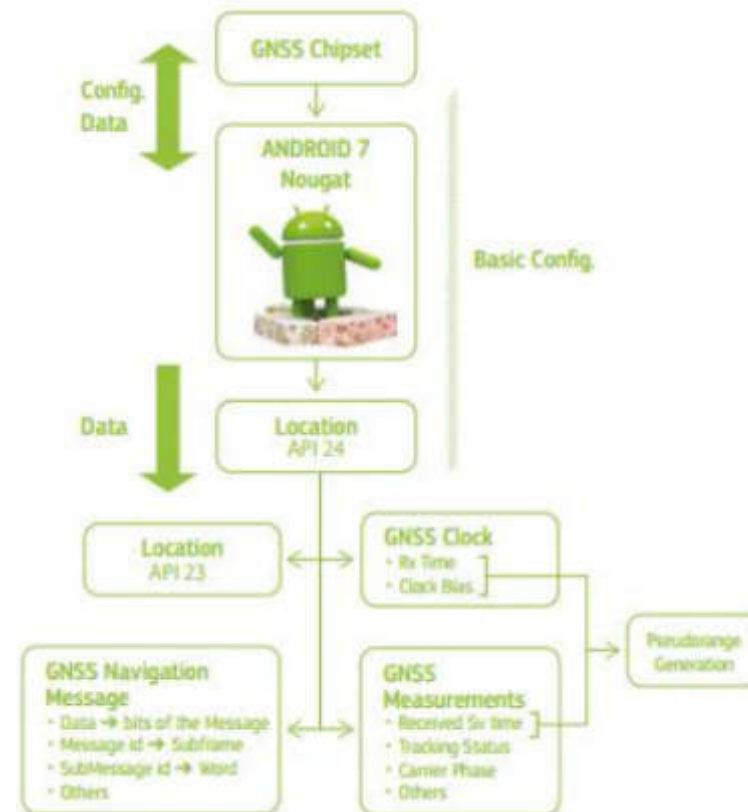 GNSS Chipset
Config.
Data
ANDROID 7
Nougat
Basic Config.
Data
Location
API 24
Location
API 23
GNSS Clock
• Rx Time
• Clock Bias
Pseudorange
Generation
GNSS Navigation
Message
• Data → bits of the Message
• Message id → Subframe
• SubMessage id → Word
• Others
GNSS
Measurements
• Received Sv time
• Tracking Status
• Carrier Phase
• Others